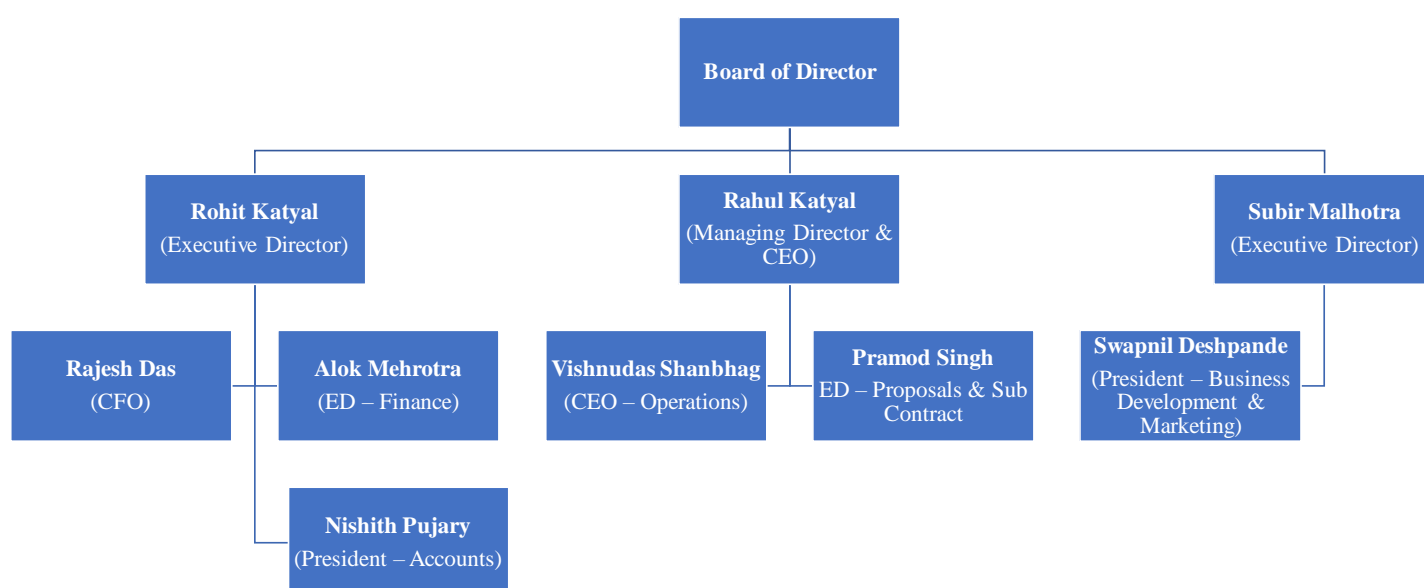 Board of Director
Rohit Katyal
(Executive Director)
Rahul Katyal
(Managing Director &
CEO)
Subir Malhotra
(Executive Director)
Rajesh Das
(CFO)
Alok Mehrotra
(ED – Finance)
Vishnudas Shanbhag
(CEO – Operations)
Pramod Singh
ED – Proposals & Sub
Contract
Swapnil Deshpande
(President – Business
Development &
Marketing)
Nishith Pujary
(President – Accounts)